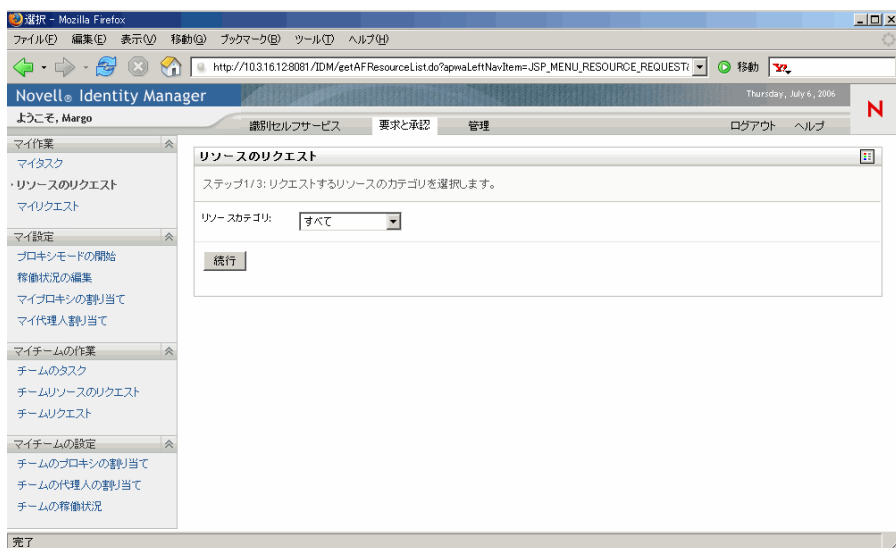 選択 - Mozilla Firefox
ファイル(F) 編集(E) 表示(V) 移動(G) ブックマーク(B) ツール(T) ヘルプ(H)
http://10.3.16.12:8081/IDM/getAFResourceList.do?apwaLeftNavItem=JSP_MENU_RESOURCE_REQUEST 移動
Novell® Identity Manager
Thursday, July 6, 2006
ようこそ, Margo
識別セルフサービス 要求と承認 管理 ログアウト ヘルプ
N
マイ作業
マイタスク
・リソースのリクエスト
マイリクエスト
マイ設定
プロキシモードの開始
稼働状況の編集
マイプロキシの割り当て
マイ代理人割り当て
マイチームの作業
チームのタスク
チームリソースのリクエスト
チームリクエスト
マイチームの設定
チームのプロキシの割り当て
チームの代理人の割り当て
チームの稼働状況
リソースのリクエスト
ステップ1/3: リクエストするリソースのカテゴリを選択します。
リソースカテゴリ: すべて
続行
完了